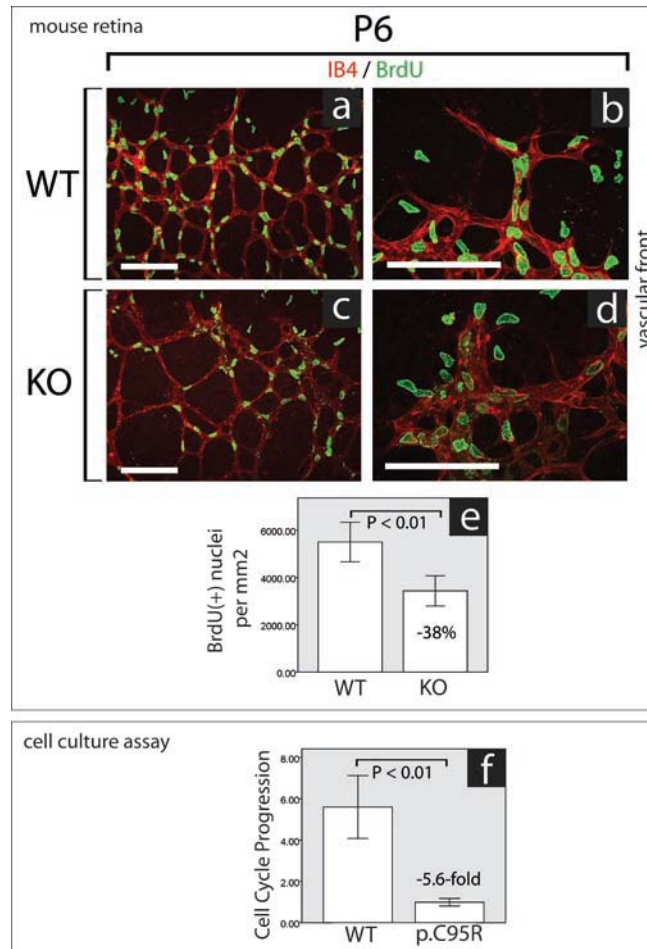 mouse retina
P6
IB4 / BrdU
WT
a
b
KO
c
d
vascular front
e
P < 0.01
BrdU(+) nuclei
per mm2
6000.00
4000.00
2000.00
0.00
-38%
WT KO
cell culture assay
f
P < 0.01
Cell Cycle Progression
8.00
6.00
4.00
2.00
0.00
-5.6-fold
WT p.C95R